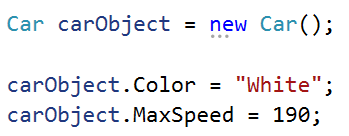 Car carObject = new Car();
carObject.Color = "White";
carObject.MaxSpeed = 190;